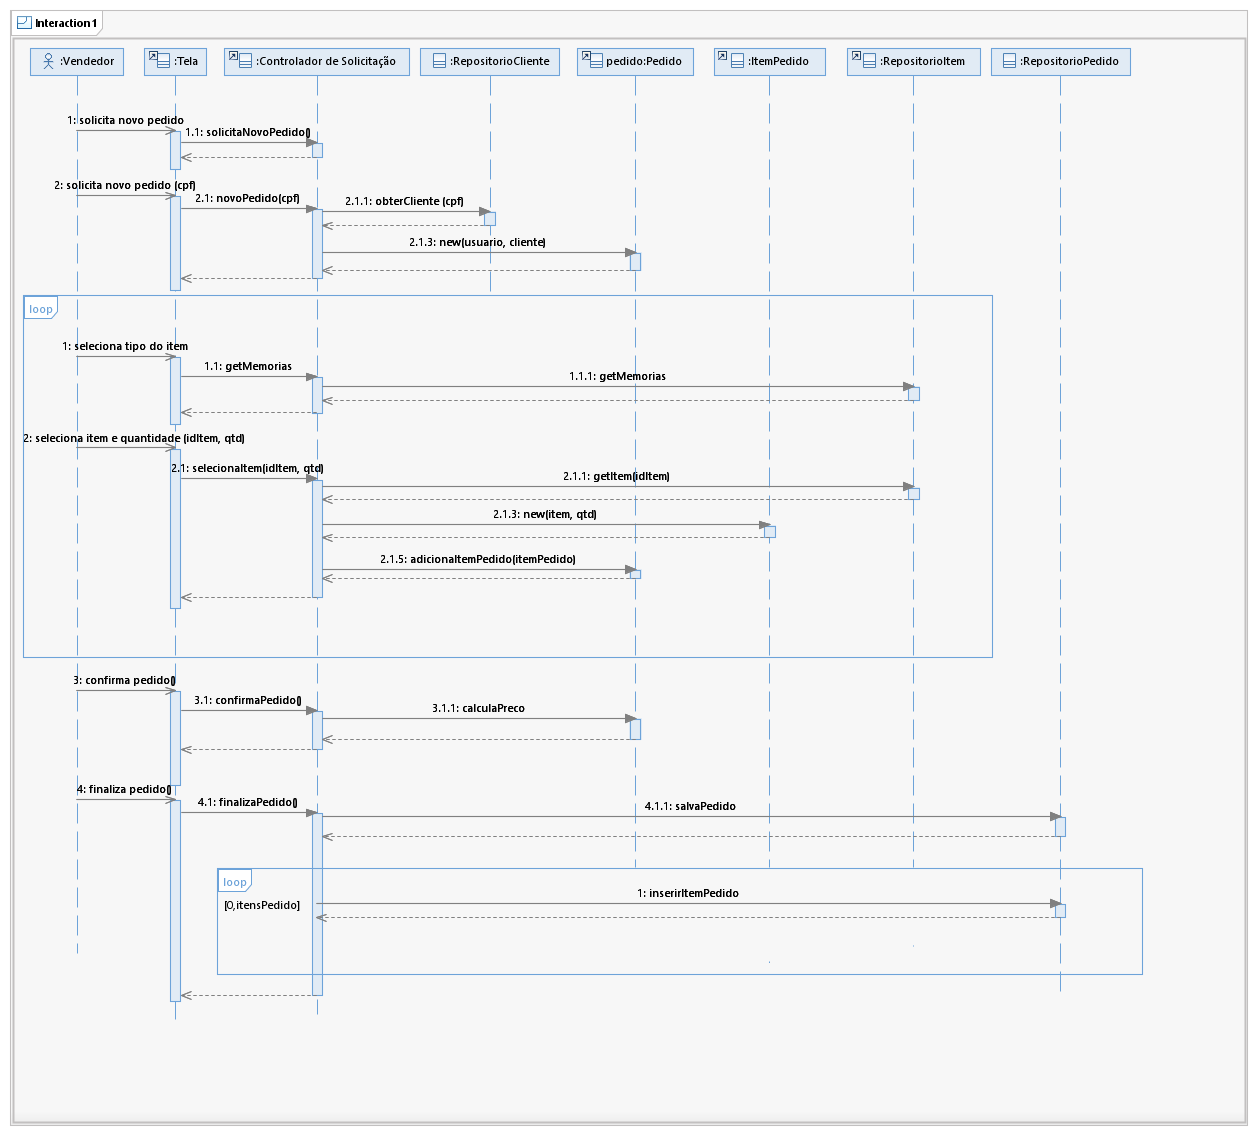 Interaction1
:Vendedor
:Tela
:Controlador de Solicitação
:RepositorioCliente
pedido:Pedido
:ItemPedido
:RepositorioItem
:RepositorioPedido
1: solicita novo pedido
1.1: solicitaNovoPedido()
2: solicita novo pedido (cpf)
2.1: novoPedido(cpf)
2.1.1: obterCliente (cpf)
2.1.3: new(usuario, cliente)
loop
1: seleciona tipo do item
1.1: getMemorias
1.1.1: getMemorias
2: seleciona item e quantidade (idItem, qtd)
2.1: selecionaItem(idItem, qtd)
2.1.1: getItem(idItem)
2.1.3: new(item, qtd)
2.1.5: adicionaItemPedido(itemPedido)
3: confirma pedido()
3.1: confirmaPedido()
3.1.1: calculaPreco
4: finaliza pedido()
4.1: finalizaPedido()
4.1.1: salvaPedido
loop
[0,itensPedido]
1: inserirItemPedido